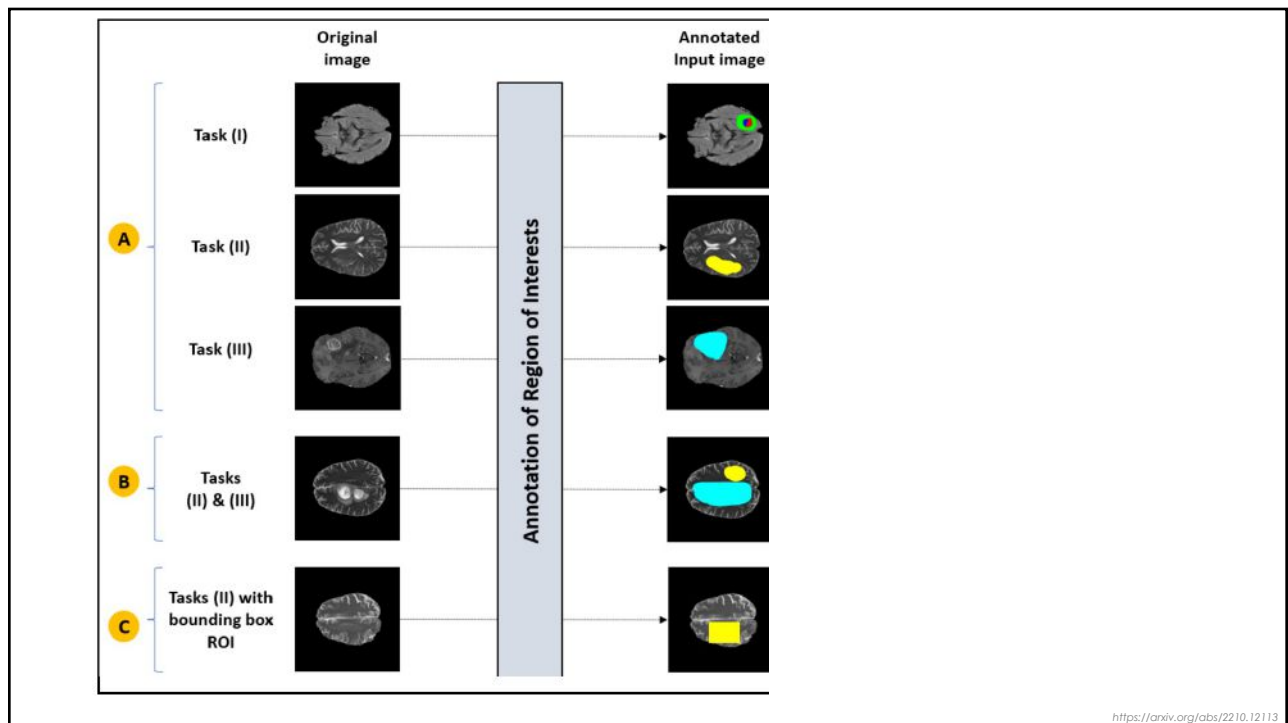 Original
image
Annotated
Input image
Task (I)
A
Task (II)
Task (III)
Annotation of Region of Interests
B
Tasks
(II) & (III)
C
Tasks (II) with
bounding box
ROI
https://arxiv.org/abs/2210.12113